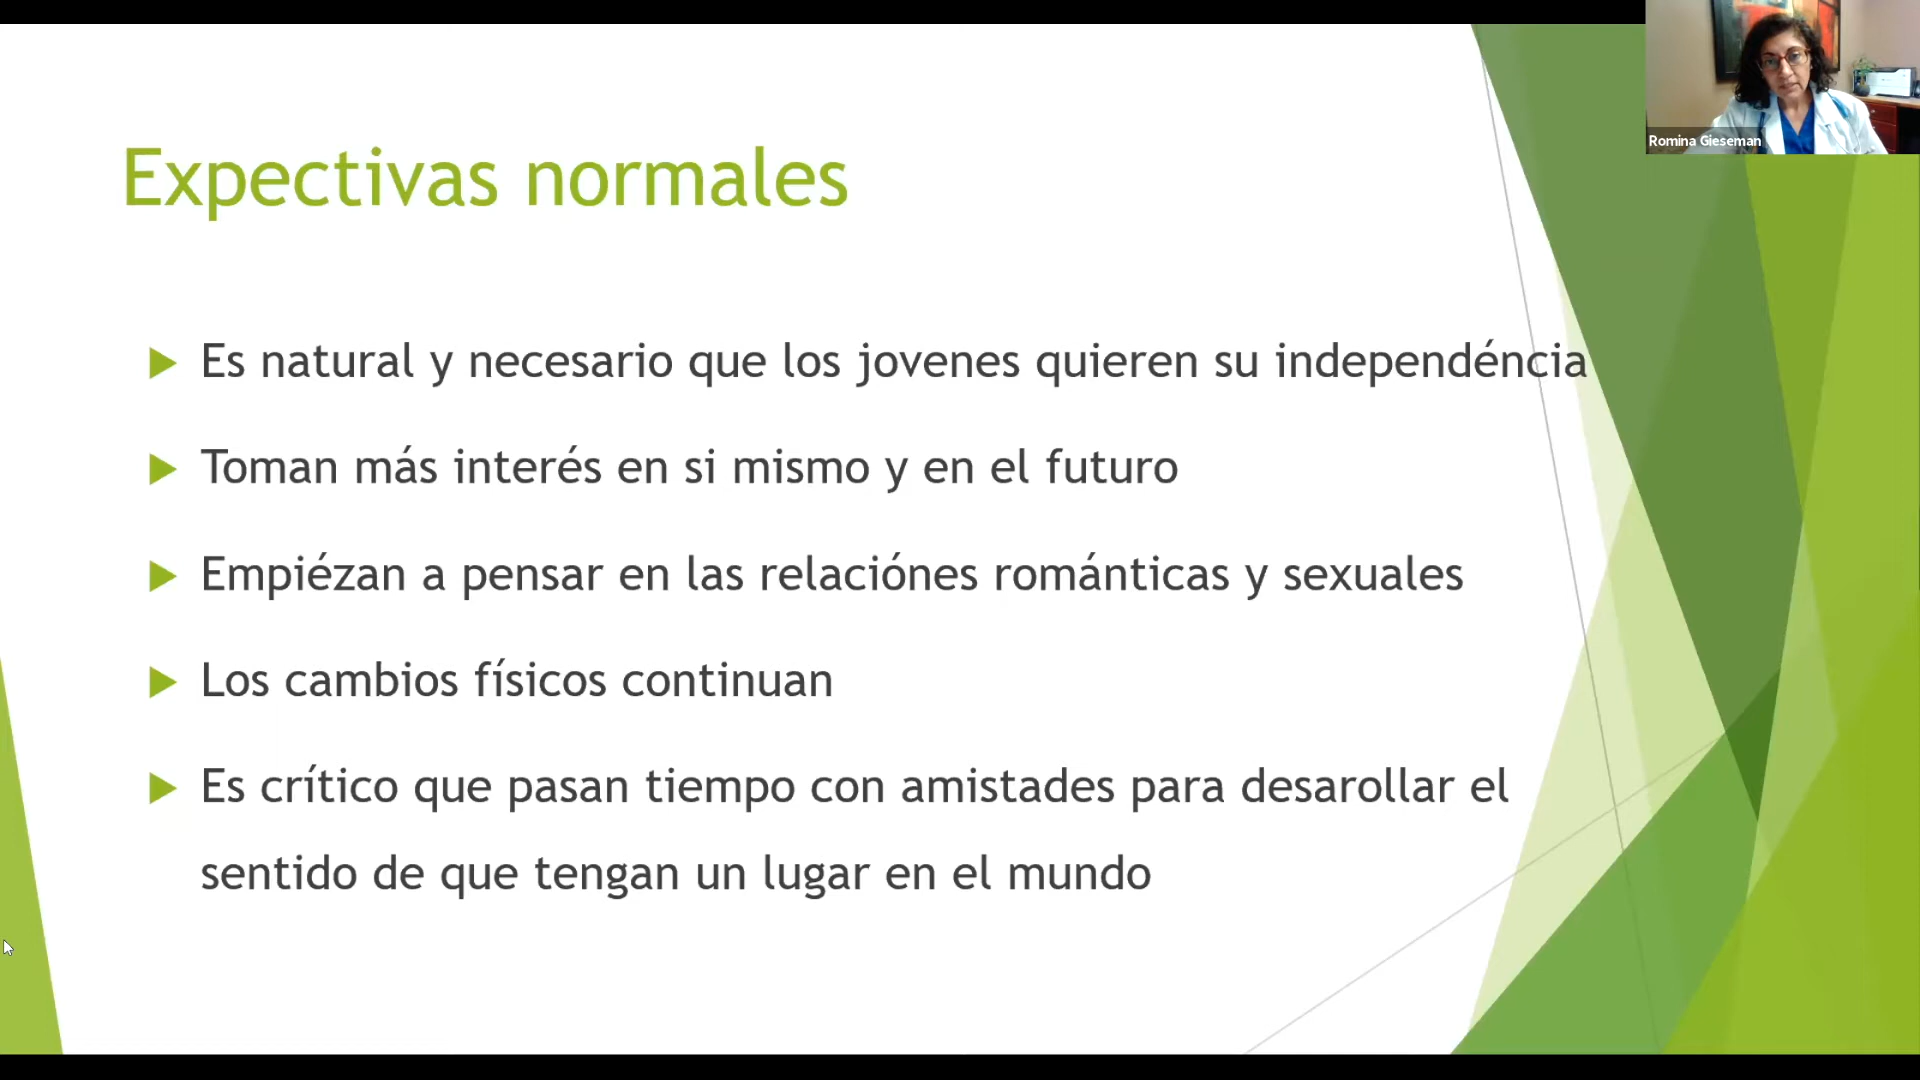 Romina Gieseman
Expectivas normales
Es natural y necesario que los jovenes quieren su independéncia
Toman más interés en si mismo y en el futuro
Empiézan a pensar en las relaciónes románticas y sexuales
Los cambios físicos continuan
Es crítico que pasan tiempo con amistades para desarollar el
sentido de que tengan un lugar en el mundo